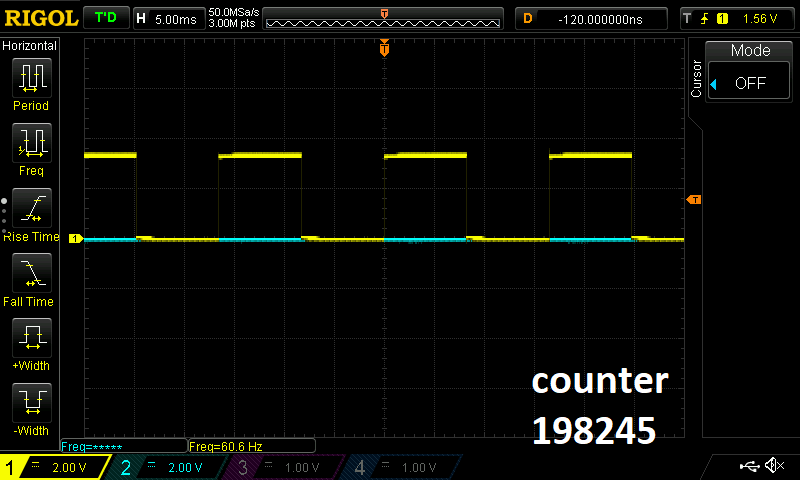 RIGOL T'D H 5.00ms 50.0MSa/s 3.00M pts T D -120.000000ns T 1 1.56 V
Horizontal
Period
Freq
Rise Time
Fall Time
+Width
-Width
T
1
T
Cursor
Mode
OFF
counter
198245
Freq=***** Freq=60.6 Hz
1 = 2.00 V 2 = 2.00 V 3 = 1.00 V 4 = 1.00 V